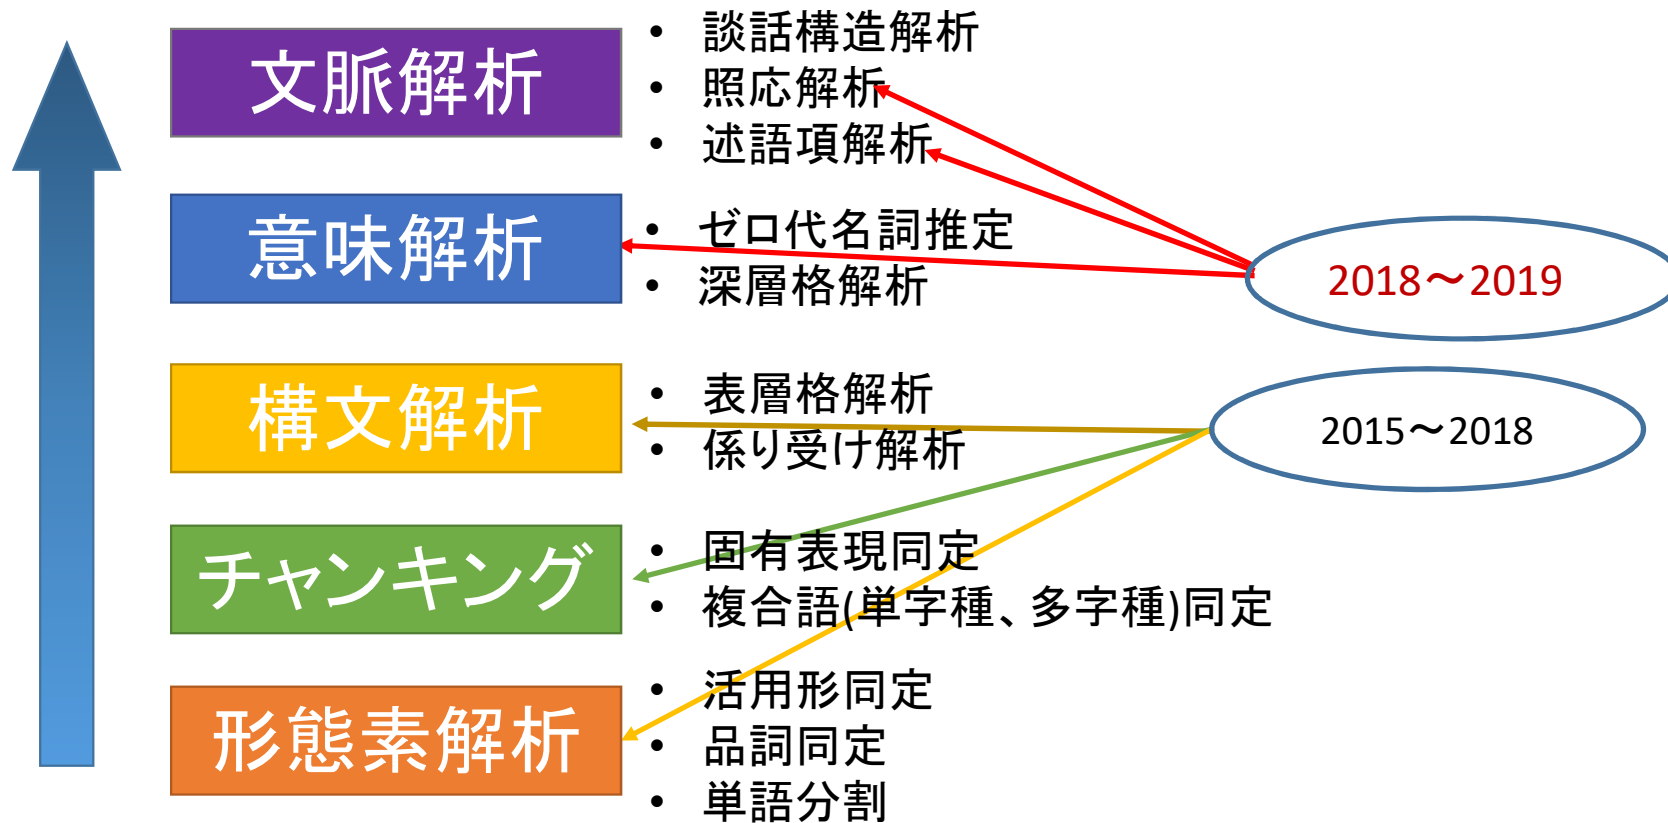 文脈解析
• 談話構造解析
• 照応解析
• 述語項解析
意味解析
• ゼロ代名詞推定
• 深層格解析
2018～2019
構文解析
• 表層格解析
• 係り受け解析
2015～2018
チャンキング
• 固有表現同定
• 複合語(単字種、多字種)同定
形態素解析
• 活用形同定
• 品詞同定
• 単語分割